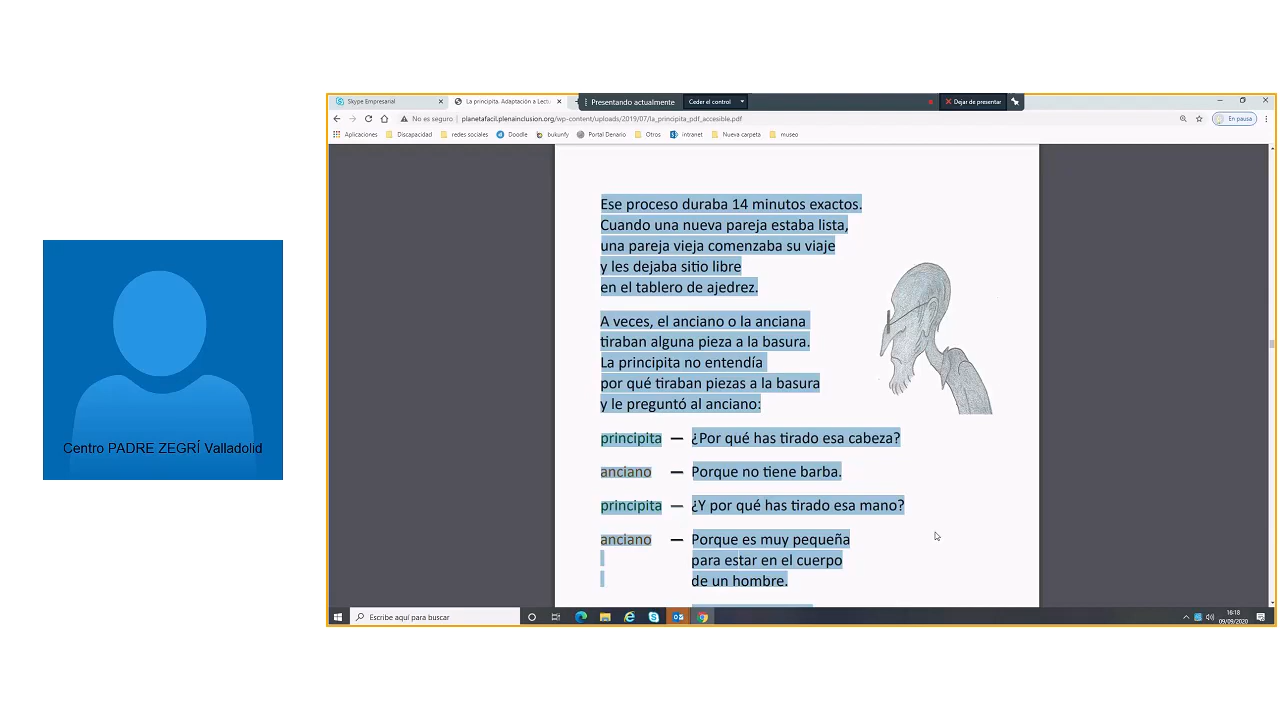 Centro PADRE ZEGRÍ Valladolid
Skype Empresarial
La principita. Adaptación a Lect
Presentando actualmente
Ceder el control
Dejar de presentar
No es seguro
planetafacil.plenainclusion.org/wp-content/uploads/2019/07/la_principita_pdf_accesible.pdf
En pausa
Aplicaciones
Discapacidad
redes sociales
Doodle
bukunfy
Portal Denario
Otros
intranet
Nueva carpeta
museo
Ese proceso duraba 14 minutos exactos.
Cuando una nueva pareja estaba lista,
una pareja vieja comenzaba su viaje
y les dejaba sitio libre
en el tablero de ajedrez.
A veces, el anciano o la anciana
tiraban alguna pieza a la basura.
La principita no entendía
por qué tiraban piezas a la basura
y le preguntó al anciano:
principita — ¿Por qué has tirado esa cabeza?
anciano — Porque no tiene barba.
principita — ¿Y por qué has tirado esa mano?
anciano — Porque es muy pequeña
para estar en el cuerpo
de un hombre.
Escribe aquí para buscar
16:18
09/09/2020